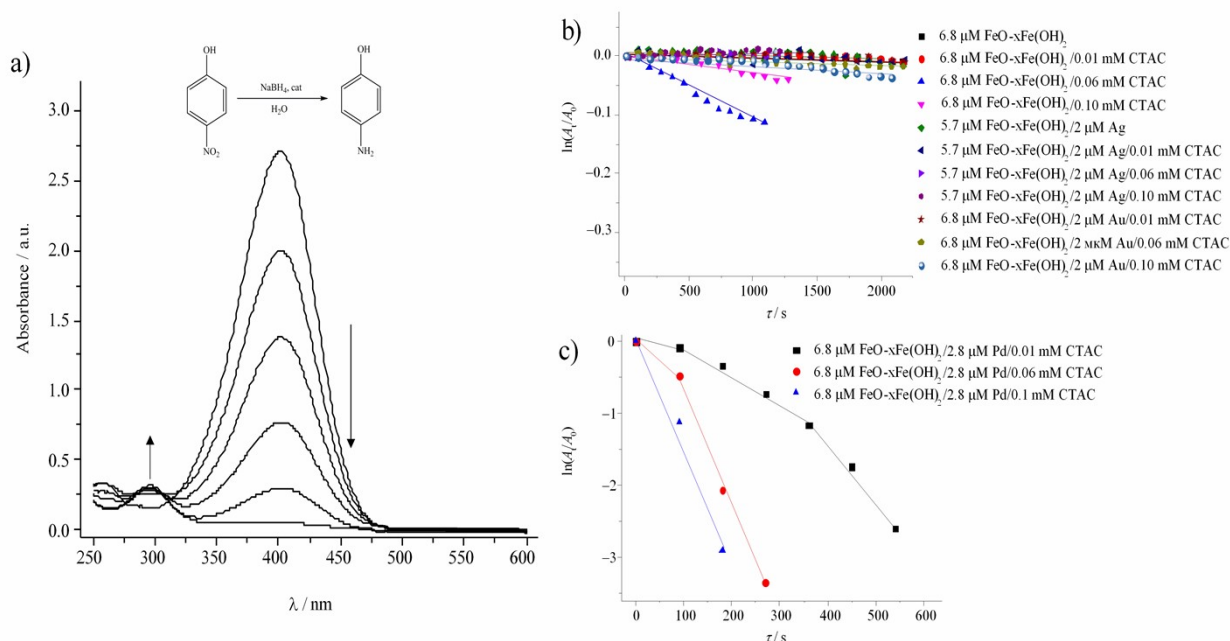 a)
OH
NO₂
NaBH4, cat
H₂O
OH
NH₂
Absorbance / a.u.
3.0
2.5
2.0
1.5
1.0
0.5
0.0
250 300 350 400 450 500 550 600
λ / nm
b)
ln(Aₜ/A₀)
0.0
−0.1
−0.2
−0.3
0 500 1000 1500 2000
τ / s
6.8 μM FeO-xFe(OH)₂
6.8 μM FeO-xFe(OH)₂/0.01 mM CTAC
6.8 μM FeO-xFe(OH)₂/0.06 mM CTAC
6.8 μM FeO-xFe(OH)₂/0.10 mM CTAC
5.7 μM FeO-xFe(OH)₂/2 μM Ag
5.7 μM FeO-xFe(OH)₂/2 μM Ag/0.01 mM CTAC
5.7 μM FeO-xFe(OH)₂/2 μM Ag/0.06 mM CTAC
5.7 μM FeO-xFe(OH)₂/2 μM Ag/0.10 mM CTAC
6.8 μM FeO-xFe(OH)₂/2 μM Au/0.01 mM CTAC
6.8 μM FeO-xFe(OH)₂/2 мкМ Au/0.06 mM CTAC
6.8 μM FeO-xFe(OH)₂/2 μM Au/0.10 mM CTAC
c)
ln(Aₜ/A₀)
0
−1
−2
−3
0 100 200 300 400 500 600
τ / s
6.8 μM FeO-xFe(OH)₂/2.8 μM Pd/0.01 mM CTAC
6.8 μM FeO-xFe(OH)₂/2.8 μM Pd/0.06 mM CTAC
6.8 μM FeO-xFe(OH)₂/2.8 μM Pd/0.1 mM CTAC